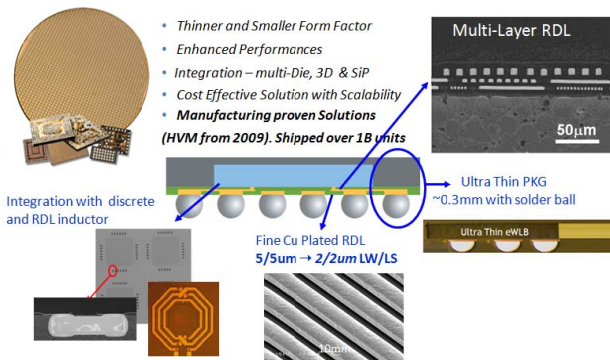 • Thinner and Smaller Form Factor
• Enhanced Performances
• Integration – multi-Die, 3D & SiP
• Cost Effective Solution with Scalability
• Manufacturing proven Solutions
(HVM from 2009). Shipped over 1B units
Multi-Layer RDL
50μm
Integration with discrete
and RDL inductor
Ultra Thin PKG
~0.3mm with solder ball
Ultra Thin eWLB
Fine Cu Plated RDL
5/5um → 2/2um LW/LS
10mm